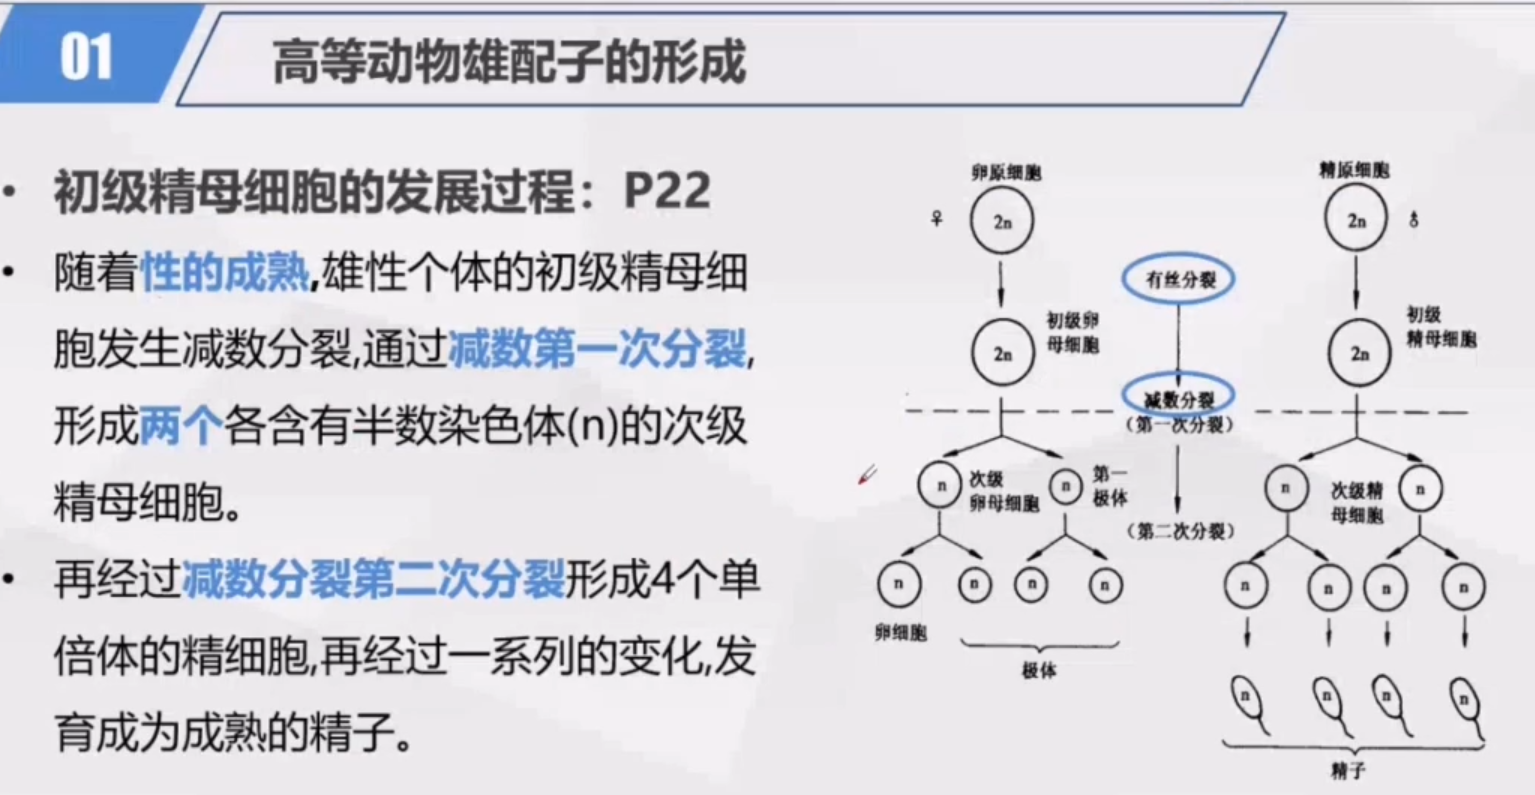 01
高等动物雄配子的形成
• 初级精母细胞的发展过程：P22
• 随着性的成熟,雄性个体的初级精母细
胞发生减数分裂,通过减数第一次分裂,
形成两个各含有半数染色体(n)的次级
精母细胞。
• 再经过减数分裂第二次分裂形成4个单
倍体的精细胞,再经过一系列的变化,发
育成为成熟的精子。
卵原细胞
♀
2n
初级卵
母细胞
2n
n
次级
卵母细胞
n
第一
极体
n
n
n
n
卵细胞
极体
有丝分裂
减数分裂
（第一次分裂）
（第二次分裂）
精原细胞
2n
♂
初级
精母细胞
2n
n
次级精
母细胞
n
n
n
n
n
n
n
n
n
精子